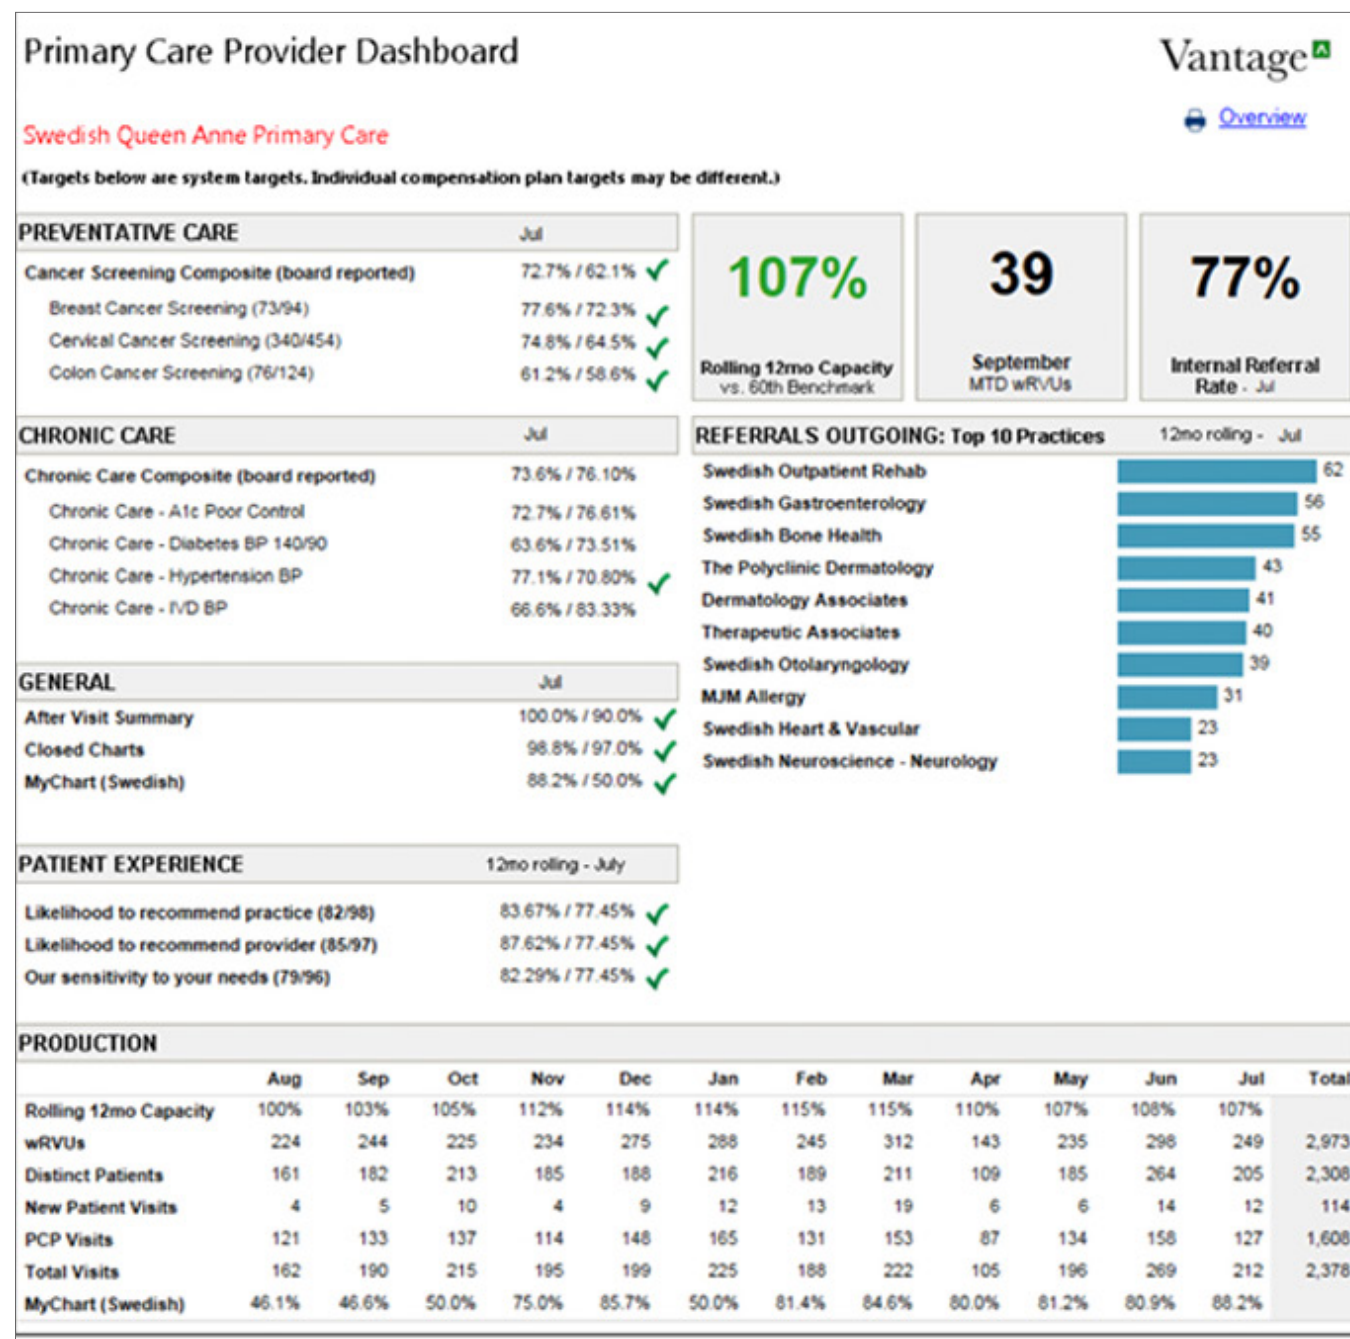 Primary Care Provider Dashboard
Vantage
Overview
Swedish Queen Anne Primary Care
(Targets below are system targets. Individual compensation plan targets may be different.)
PREVENTATIVE CARE Jul
Cancer Screening Composite (board reported) 72.7% / 62.1%
Breast Cancer Screening (73/94) 77.6% / 72.3%
Cervical Cancer Screening (340/454) 74.8% / 64.5%
Colon Cancer Screening (76/124) 61.2% / 58.6%
107%
Rolling 12mo Capacity
vs. 60th Benchmark
39
September
MTD wRVUs
77%
Internal Referral
Rate - Jul
CHRONIC CARE Jul
Chronic Care Composite (board reported) 73.6% / 76.10%
Chronic Care - A1c Poor Control 72.7% / 76.61%
Chronic Care - Diabetes BP 140/90 63.6% / 73.51%
Chronic Care - Hypertension BP 77.1% / 70.80%
Chronic Care - IVD BP 66.6% / 83.33%
REFERRALS OUTGOING: Top 10 Practices 12mo rolling - Jul
Swedish Outpatient Rehab 62
Swedish Gastroenterology 56
Swedish Bone Health 55
The Polyclinic Dermatology 43
Dermatology Associates 41
Therapeutic Associates 40
Swedish Otolaryngology 39
MJM Allergy 31
Swedish Heart & Vascular 23
Swedish Neuroscience - Neurology 23
GENERAL Jul
After Visit Summary 100.0% / 90.0%
Closed Charts 98.8% / 97.0%
MyChart (Swedish) 88.2% / 50.0%
PATIENT EXPERIENCE 12mo rolling - July
Likelihood to recommend practice (82/98) 83.67% / 77.45%
Likelihood to recommend provider (85/97) 87.62% / 77.45%
Our sensitivity to your needs (79/96) 82.29% / 77.45%
PRODUCTION
Aug Sep Oct Nov Dec Jan Feb Mar Apr May Jun Jul Total
Rolling 12mo Capacity 100% 103% 105% 112% 114% 114% 115% 115% 110% 107% 108% 107%
wRVUs 224 244 225 234 275 288 245 312 143 235 298 249 2,973
Distinct Patients 161 182 213 185 188 216 189 211 109 185 264 205 2,308
New Patient Visits 4 5 10 4 9 12 13 19 6 6 14 12 114
PCP Visits 121 133 137 114 148 165 131 153 87 134 158 127 1,608
Total Visits 162 190 215 195 199 225 188 222 105 196 269 212 2,378
MyChart (Swedish) 46.1% 46.6% 50.0% 75.0% 85.7% 50.0% 81.4% 84.6% 80.0% 81.2% 80.9% 88.2%